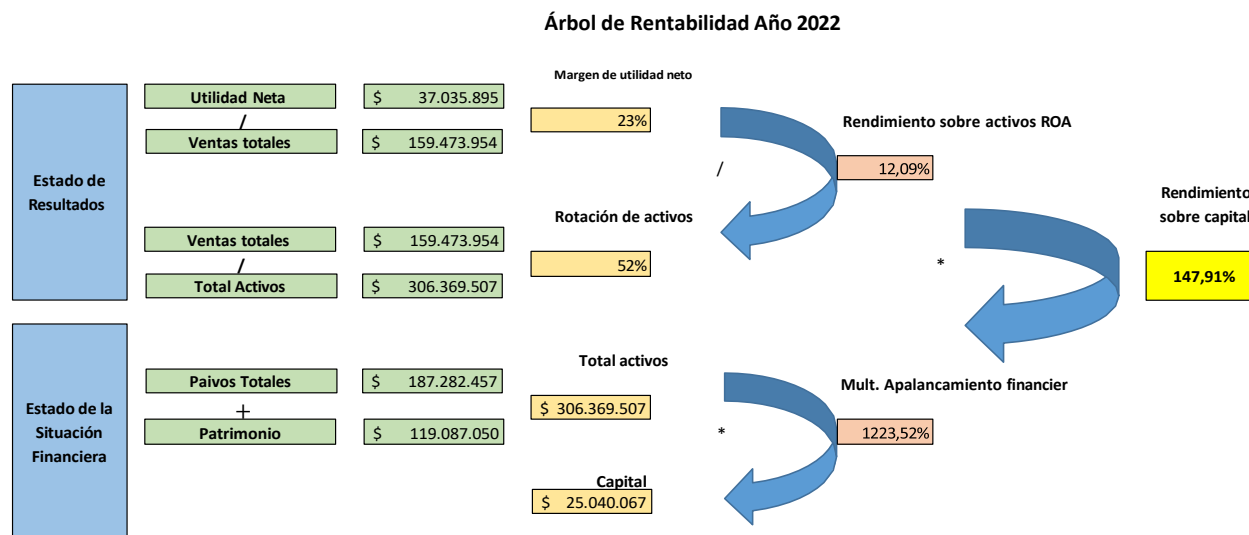 Árbol de Rentabilidad Año 2022
Margen de utilidad neto
Utilidad Neta $ 37.035.895
/ 23%
Ventas totales $ 159.473.954
Rendimiento sobre activos ROA
/ 12,09%
Estado de
Resultados
Rotación de activos
Ventas totales $ 159.473.954
/ 52%
Total Activos $ 306.369.507
Rendimiento
sobre capital
* 147,91%
Total activos
Paivos Totales $ 187.282.457
+ $ 306.369.507
Patrimonio $ 119.087.050
Mult. Apalancamiento financier
* 1223,52%
Estado de la
Situación
Financiera
Capital
$ 25.040.067